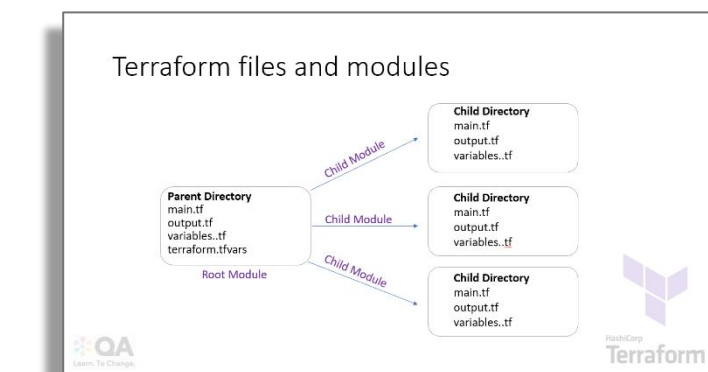 Terraform files and modules
Child Directory
main.tf
output.tf
variables..tf
Child Module
Parent Directory
main.tf
output.tf
variables..tf
terraform.tfvars
Root Module
Child Module
Child Directory
main.tf
output.tf
variables..tf
Child Module
Child Directory
main.tf
output.tf
variables..tf
QA
Learn. To Change.
HashiCorp
Terraform